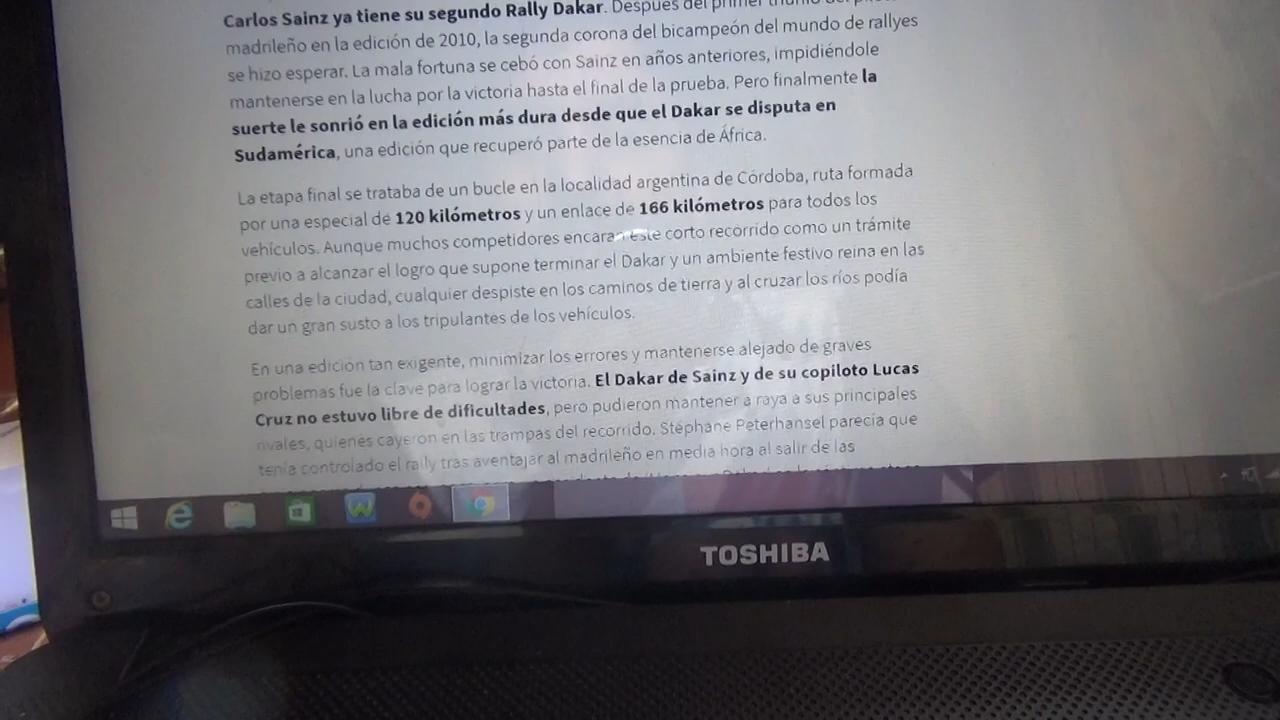 Carlos Sainz ya tiene su segundo Rally Dakar. Después del primer triunfo del
madrileño en la edición de 2010, la segunda corona del bicampeón del mundo de rallyes
se hizo esperar. La mala fortuna se cebó con Sainz en años anteriores, impidiéndole
mantenerse en la lucha por la victoria hasta el final de la prueba. Pero finalmente la
suerte le sonrió en la edición más dura desde que el Dakar se disputa en
Sudamérica, una edición que recuperó parte de la esencia de África.
La etapa final se trataba de un bucle en la localidad argentina de Córdoba, ruta formada
por una especial de 120 kilómetros y un enlace de 166 kilómetros para todos los
vehículos. Aunque muchos competidores encaran este corto recorrido como un trámite
previo a alcanzar el logro que supone terminar el Dakar y un ambiente festivo reina en las
calles de la ciudad, cualquier despiste en los caminos de tierra y al cruzar los ríos podía
dar un gran susto a los tripulantes de los vehículos.
En una edición tan exigente, minimizar los errores y mantenerse alejado de graves
problemas fue la clave para lograr la victoria. El Dakar de Sainz y de su copiloto Lucas
Cruz no estuvo libre de dificultades, pero pudieron mantener a raya a sus principales
rivales, quienes cayeron en las trampas del recorrido. Stéphane Peterhansel parecía que
tenía controlado el rally tras aventajar al madrileño en media hora al salir de las
TOSHIBA